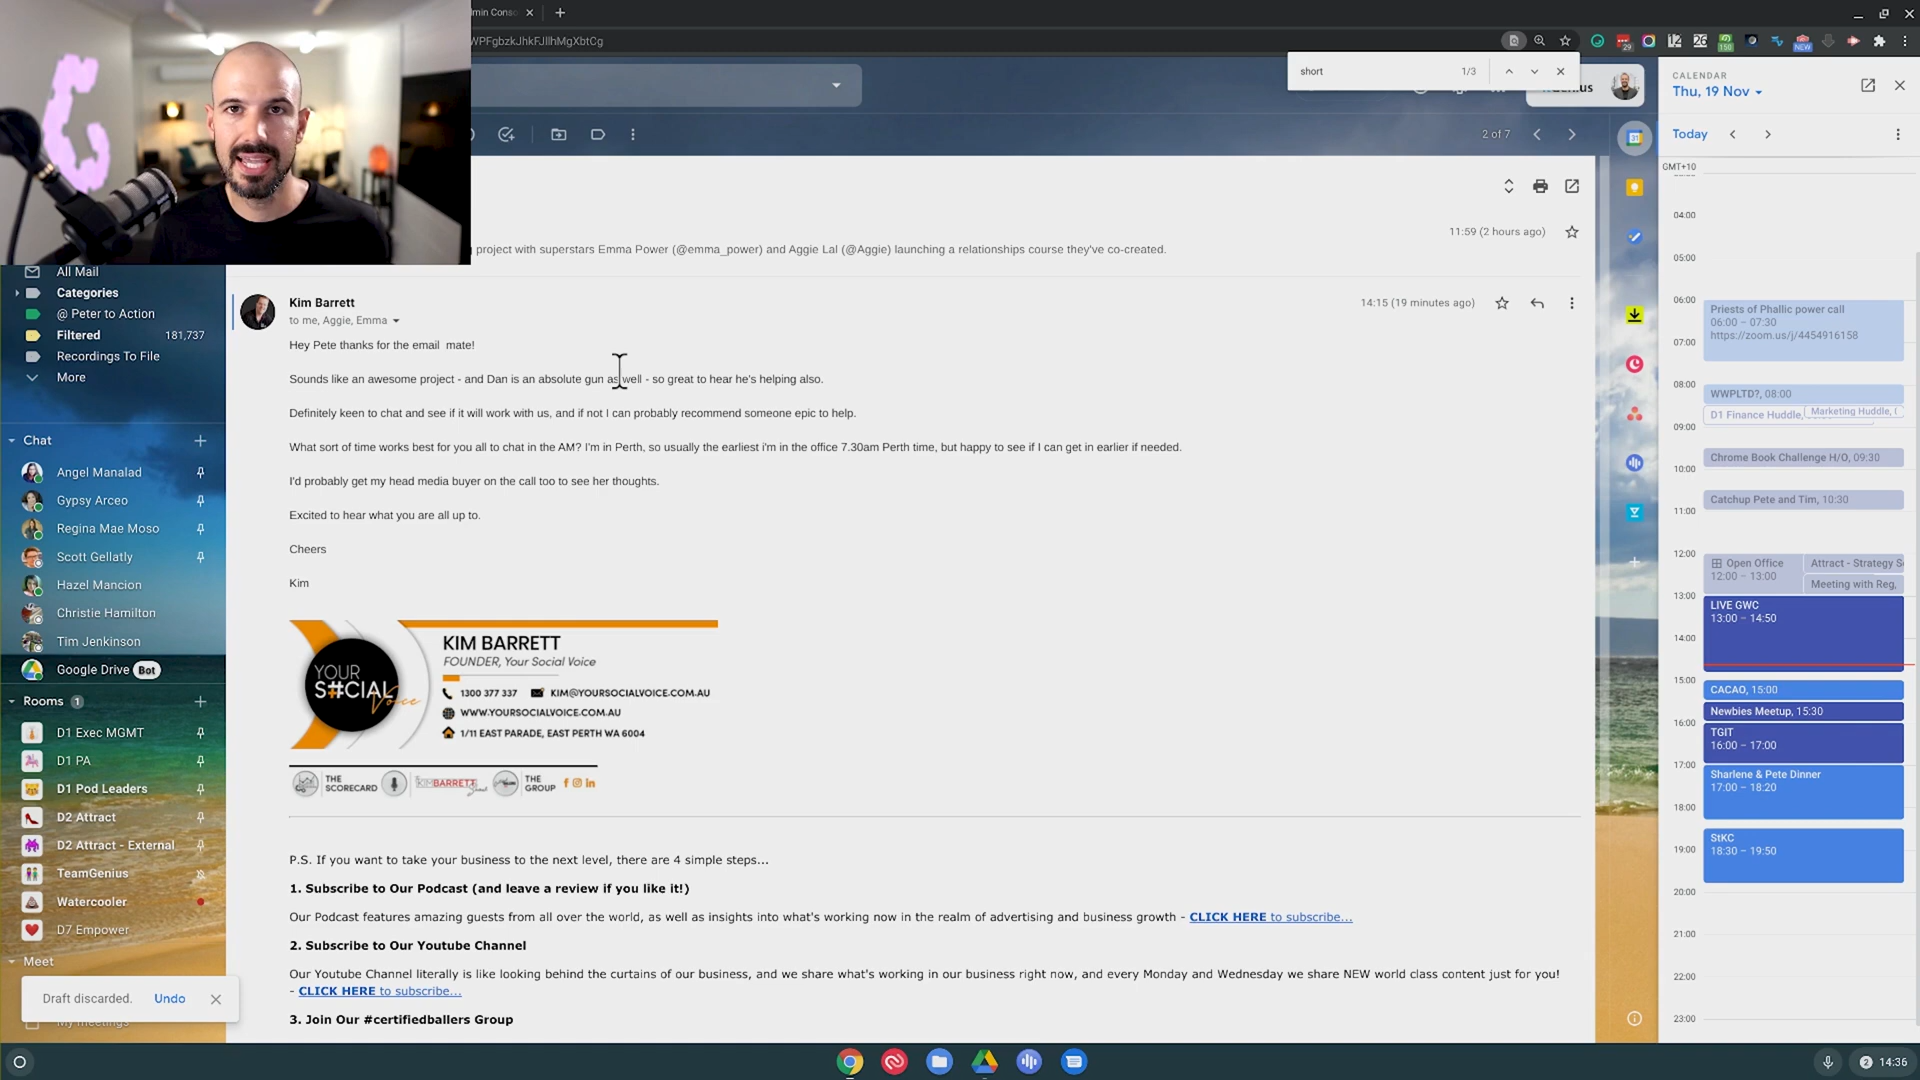 WPFgbzkJhkFJllhMgXbtCg
short
1/3
2 of 7
11:59 (2 hours ago)
project with superstars Emma Power (@emma_power) and Aggie Lal (@Aggie) launching a relationships course they've co-created.
All Mail
Categories
@ Peter to Action
Filtered 181,737
Recordings To File
More
Chat
Angel Manalad
Gypsy Arceo
Regina Mae Moso
Scott Gellatly
Hazel Mancion
Christie Hamilton
Tim Jenkinson
Google Drive Bot
Rooms 1
D1 Exec MGMT
D1 PA
D1 Pod Leaders
D2 Attract
D2 Attract - External
TeamGenius
Watercooler
D7 Empower
Meet
Draft discarded. Undo
My meetings
Kim Barrett
14:15 (19 minutes ago)
to me, Aggie, Emma
Hey Pete thanks for the email  mate!
Sounds like an awesome project - and Dan is an absolute gun as well - so great to hear he's helping also.
Definitely keen to chat and see if it will work with us, and if not I can probably recommend someone epic to help.
What sort of time works best for you all to chat in the AM? I'm in Perth, so usually the earliest i'm in the office 7.30am Perth time, but happy to see if I can get in earlier if needed.
I'd probably get my head media buyer on the call too to see her thoughts.
Excited to hear what you are all up to.
Cheers
Kim
YOUR
S#CIAL
Voice
KIM BARRETT
FOUNDER, Your Social Voice
1300 377 337 KIM@YOURSOCIALVOICE.COM.AU
WWW.YOURSOCIALVOICE.COM.AU
1/11 EAST PARADE, EAST PERTH WA 6004
THE SCORECARD
KIMBARRETT
THE GROUP
P.S. If you want to take your business to the next level, there are 4 simple steps...
1. Subscribe to Our Podcast (and leave a review if you like it!)
Our Podcast features amazing guests from all over the world, as well as insights into what's working now in the realm of advertising and business growth - CLICK HERE to subscribe...
2. Subscribe to Our Youtube Channel
Our Youtube Channel literally is like looking behind the curtains of our business, and we share what's working in our business right now, and every Monday and Wednesday we share NEW world class content just for you!
- CLICK HERE to subscribe...
3. Join Our #certifiedballers Group
CALENDAR
Thu, 19 Nov
Today
GMT+10
04:00
05:00
06:00
07:00
08:00
09:00
10:00
11:00
12:00
13:00
14:00
15:00
16:00
17:00
18:00
19:00
20:00
21:00
22:00
23:00
Priests of Phallic power call
06:00 – 07:30
https://zoom.us/j/4454916158
WWPLTD?, 08:00
D1 Finance Huddle,
Marketing Huddle,
Chrome Book Challenge H/O, 09:30
Catchup Pete and Tim, 10:30
Open Office
12:00 – 13:00
Attract - Strategy S
Meeting with Reg,
LIVE GWC
13:00 – 14:50
CACAO, 15:00
Newbies Meetup, 15:30
TGIT
16:00 – 17:00
Sharlene & Pete Dinner
17:00 – 18:20
StKC
18:30 – 19:50
2 14:36